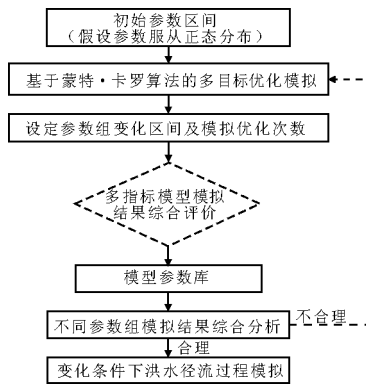 初始参数区间
(假设参数服从正态分布)
基于蒙特·卡罗算法的多目标优化模拟
设定参数组变化区间及模拟优化次数
多指标模型模拟
结果综合评价
模型参数库
不同参数组模拟结果综合分析
不合理
合理
变化条件下洪水径流过程模拟